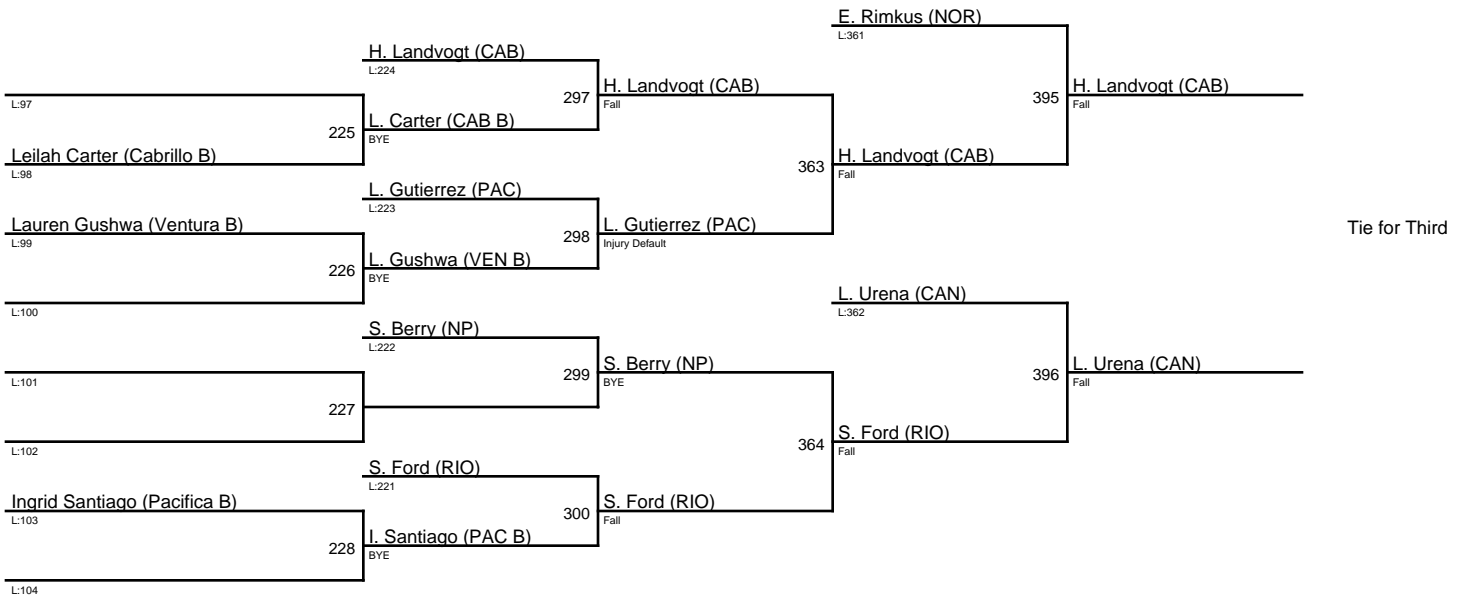 E. Rimkus (NOR)
L:361
H. Landvogt (CAB)
L:224
297
H. Landvogt (CAB)
Fall
395
H. Landvogt (CAB)
Fall
L:97
225
L. Carter (CAB B)
BYE
Leilah Carter (Cabrillo B)
L:98
363
H. Landvogt (CAB)
Fall
L. Gutierrez (PAC)
L:223
Lauren Gushwa (Ventura B)
L:99
298
L. Gutierrez (PAC)
Injury Default
Tie for Third
226
L. Gushwa (VEN B)
BYE
L:100
L. Urena (CAN)
L:362
S. Berry (NP)
L:222
L:101
299
S. Berry (NP)
BYE
396
L. Urena (CAN)
Fall
227
L:102
364
S. Ford (RIO)
Fall
S. Ford (RIO)
L:221
Ingrid Santiago (Pacifica B)
L:103
300
S. Ford (RIO)
Fall
228
I. Santiago (PAC B)
BYE
L:104